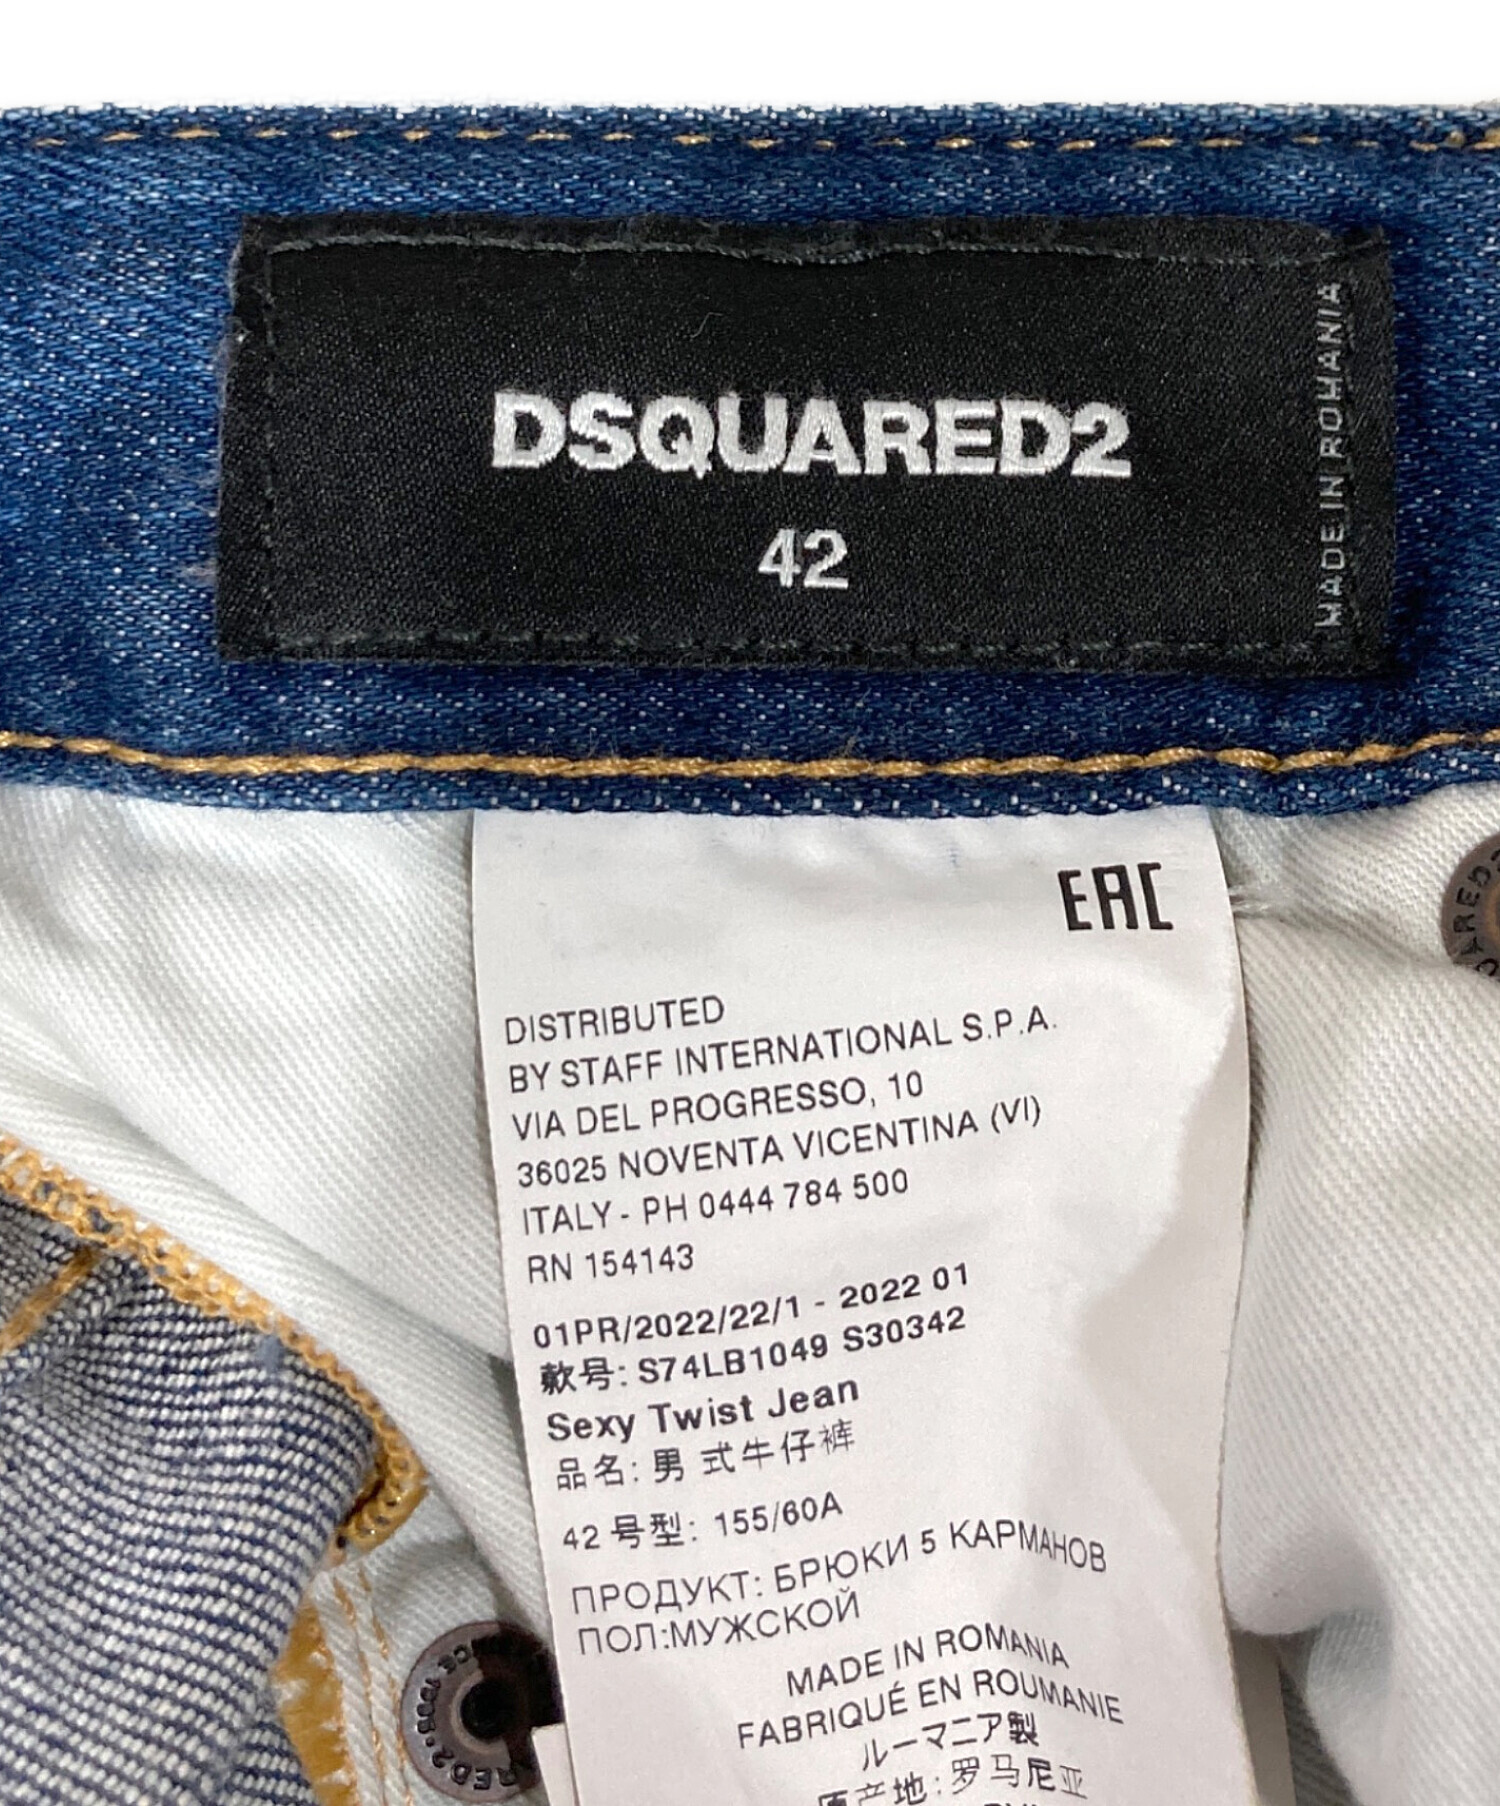 DSQUARED2
42
MADE IN ROMANIA
EAC
DISTRIBUTED
BY STAFF INTERNATIONAL S.P.A.
VIA DEL PROGRESSO, 10
36025 NOVENTA VICENTINA (VI)
ITALY - PH 0444 784 500
RN 154143
01PR/2022/22/1 - 2022 01
款号: S74LB1049 S30342
Sexy Twist Jean
品名: 男 式牛仔裤
42 号型: 155/60A
ПРОДУКТ: БРЮКИ 5 КАРМАНОВ
ПОЛ:МУЖСКОЙ
MADE IN ROMANIA
FABRIQUÉ EN ROUMANIE
ルーマニア製
原产地: 罗马尼亚